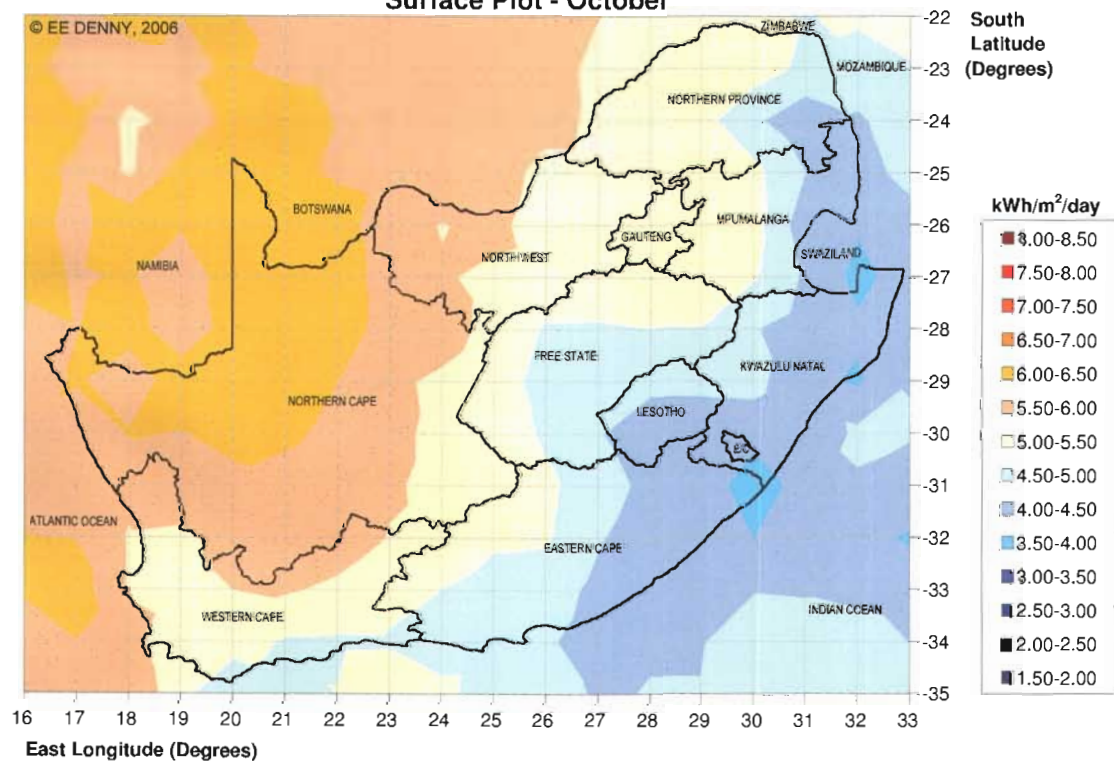 Surface Plot - October
© EE DENNY, 2006
ZIMBABWE
MOZAMBIQUE
NORTHERN PROVINCE
BOTSWANA
MPUMALANGA
GAUTENG
NORTHWEST
SWAZILAND
NAMIBIA
FREE STATE
KWAZULU NATAL
NORTHERN CAPE
LESOTHO
E/C
ATLANTIC OCEAN
EASTERN CAPE
WESTERN CAPE
INDIAN OCEAN
-22
-23
-24
-25
-26
-27
-28
-29
-30
-31
-32
-33
-34
-35
South
Latitude
(Degrees)
kWh/m²/day
8.00-8.50
7.50-8.00
7.00-7.50
6.50-7.00
6.00-6.50
5.50-6.00
5.00-5.50
4.50-5.00
4.00-4.50
3.50-4.00
3.00-3.50
2.50-3.00
2.00-2.50
1.50-2.00
16 17 18 19 20 21 22 23 24 25 26 27 28 29 30 31 32 33
East Longitude (Degrees)